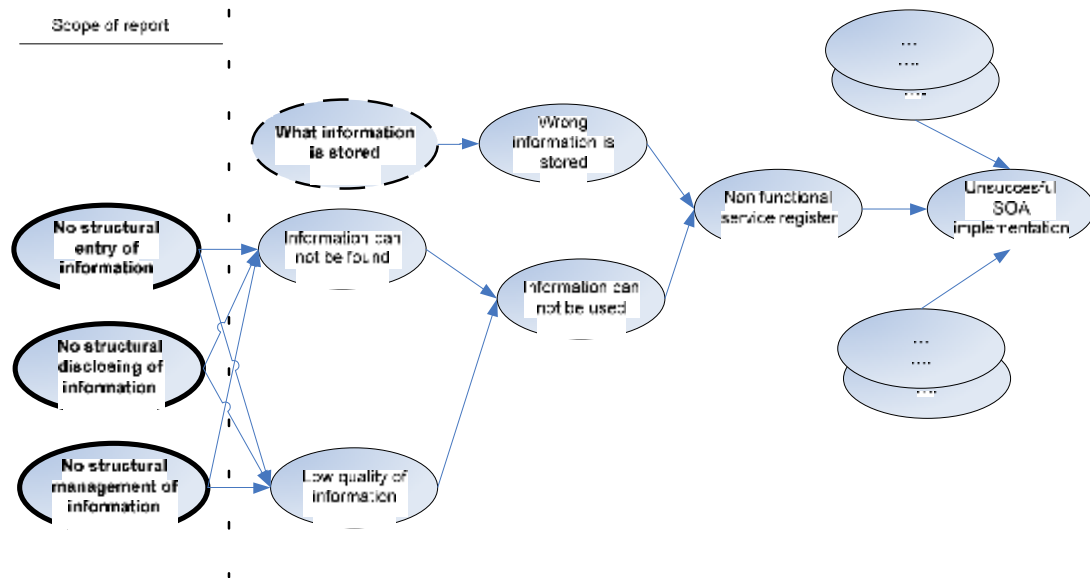 Scope of report
What information
is stored
Wrong
information is
stored
No structural
entry of
information
Information can
not be found
Non functional
service register
Unsuccesful
SOA
implementation
...
....
....
Information can
not be used
No structural
disclosing of
information
...
....
....
No structural
management of
information
Low quality of
information